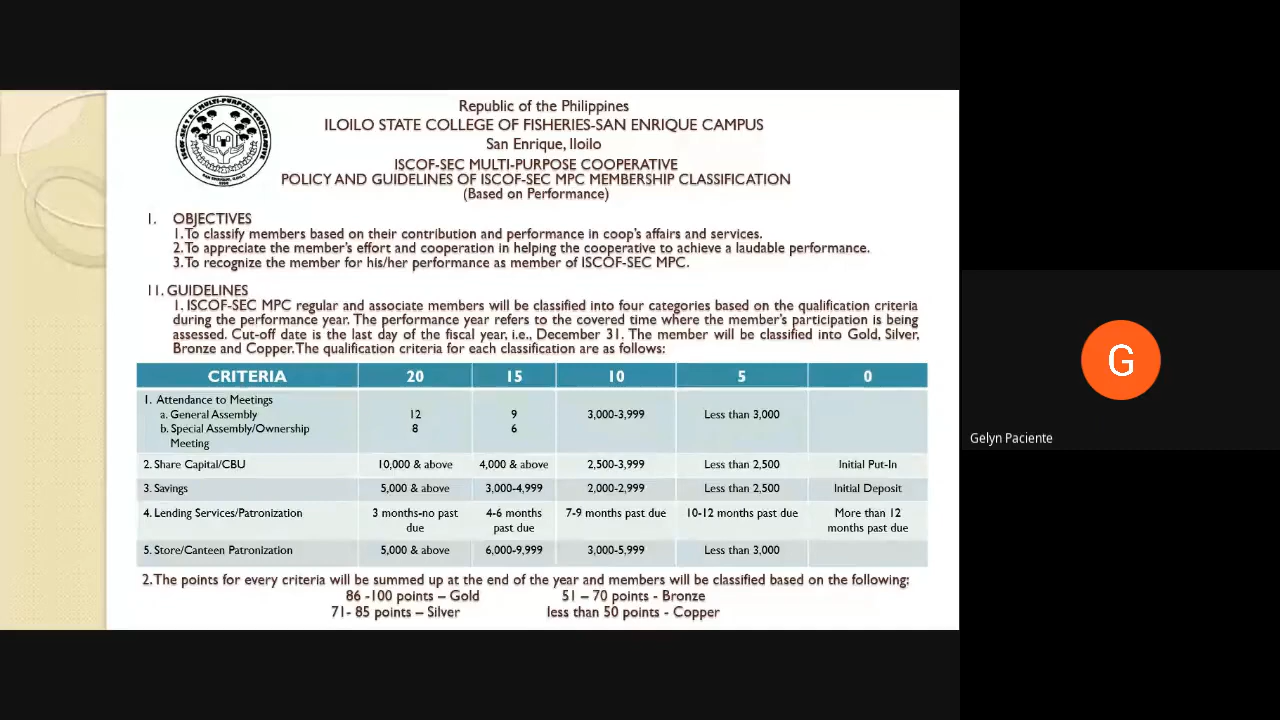 Republic of the Philippines
ILOILO STATE COLLEGE OF FISHERIES-SAN ENRIQUE CAMPUS
San Enrique, Iloilo
ISCOF-SEC MULTI-PURPOSE COOPERATIVE
POLICY AND GUIDELINES OF ISCOF-SEC MPC MEMBERSHIP CLASSIFICATION
(Based on Performance)
I. OBJECTIVES
1.To classify members based on their contribution and performance in coop's affairs and services.
2.To appreciate the member's effort and cooperation in helping the cooperative to achieve a laudable performance.
3.To recognize the member for his/her performance as member of ISCOF-SEC MPC.
11. GUIDELINES
1. ISCOF-SEC MPC regular and associate members will be classified into four categories based on the qualification criteria
during the performance year. The performance year refers to the covered time where the member's participation is being
assessed. Cut-off date is the last day of the fiscal year, i.e., December 31. The member will be classified into Gold, Silver,
Bronze and Copper. The qualification criteria for each classification are as follows:
CRITERIA 20 15 10 5 0
1. Attendance to Meetings
a. General Assembly 12 9 3,000-3,999 Less than 3,000
b. Special Assembly/Ownership 8 6
Meeting
2. Share Capital/CBU 10,000 & above 4,000 & above 2,500-3,999 Less than 2,500 Initial Put-In
3. Savings 5,000 & above 3,000-4,999 2,000-2,999 Less than 2,500 Initial Deposit
4. Lending Services/Patronization 3 months-no past 4-6 months 7-9 months past due 10-12 months past due More than 12
due past due months past due
5. Store/Canteen Patronization 5,000 & above 6,000-9,999 3,000-5,999 Less than 3,000
2.The points for every criteria will be summed up at the end of the year and members will be classified based on the following:
86 -100 points – Gold 51 – 70 points - Bronze
71- 85 points – Silver less than 50 points - Copper
G
Gelyn Paciente